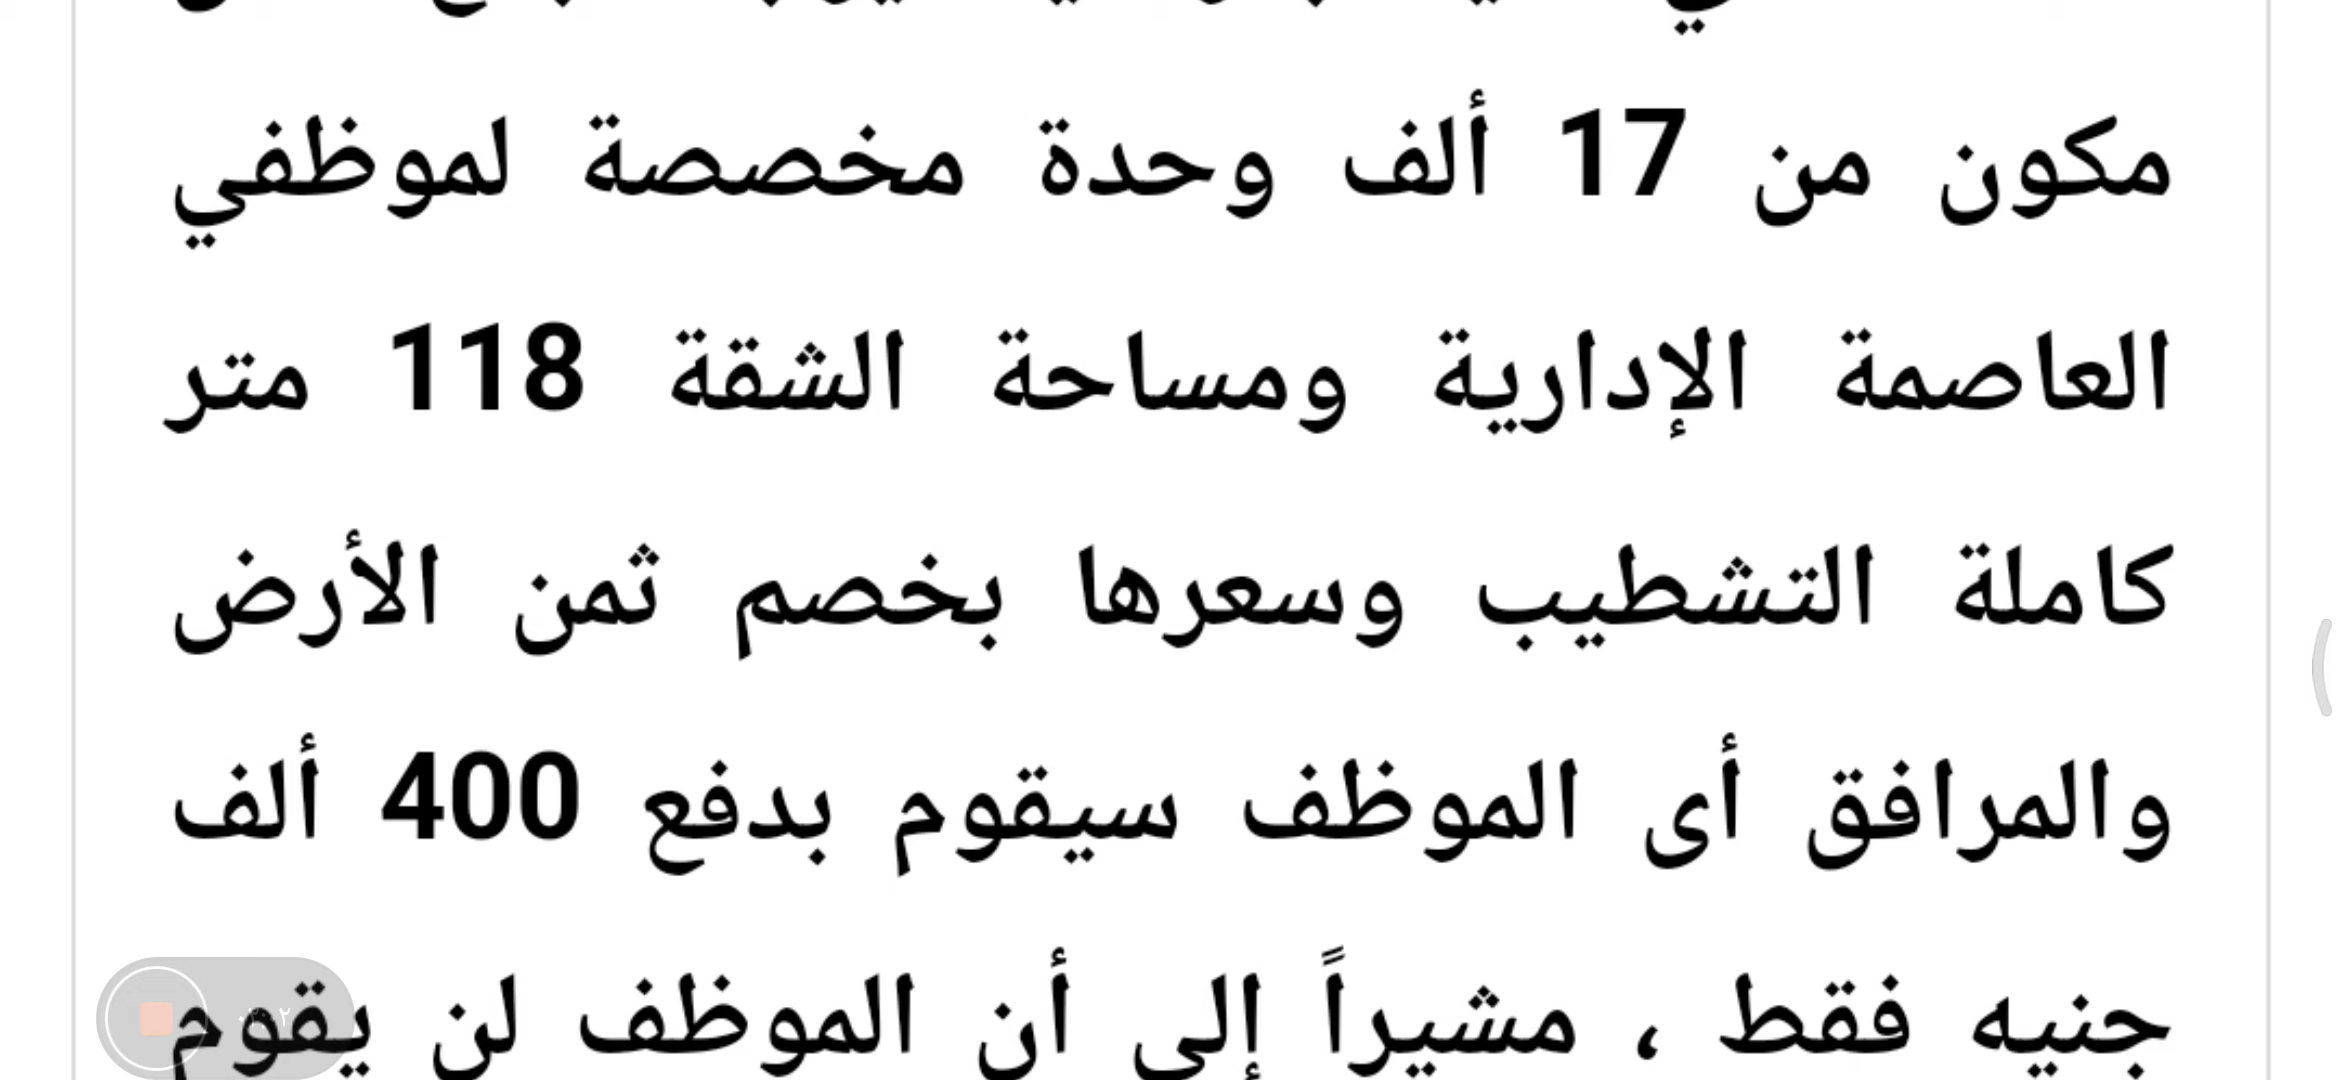 مكون من 17 ألف وحدة مخصصة لموظفي
العاصمة الإدارية ومساحة الشقة 118 متر
كاملة التشطيب وسعرها بخصم ثمن الأرض
والمرافق أى الموظف سيقوم بدفع 400 ألف
جنيه فقط ، مشيراً إلى أن الموظف لن يقوم